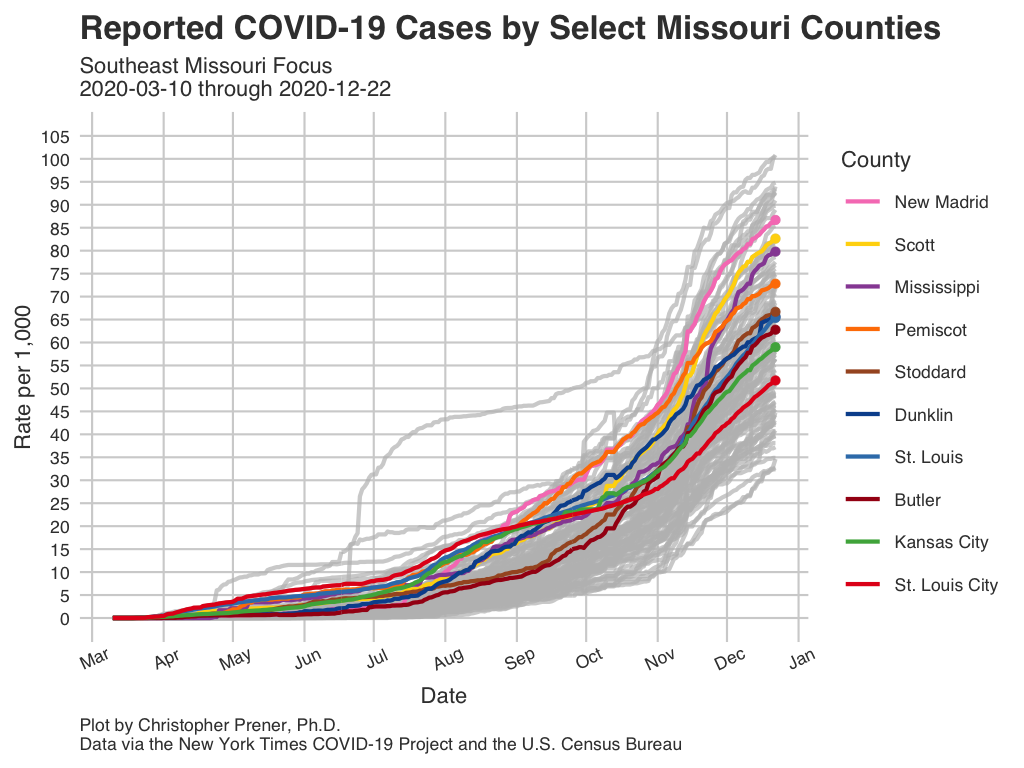 Reported COVID-19 Cases by Select Missouri Counties
Southeast Missouri Focus
2020-03-10 through 2020-12-22
105
100
95
90
85
80
75
70
65
60
55
50
45
40
35
30
25
20
15
10
5
0
Rate per 1,000
Mar Apr May Jun Jul Aug Sep Oct Nov Dec Jan
Date
County
New Madrid
Scott
Mississippi
Pemiscot
Stoddard
Dunklin
St. Louis
Butler
Kansas City
St. Louis City
Plot by Christopher Prener, Ph.D.
Data via the New York Times COVID-19 Project and the U.S. Census Bureau